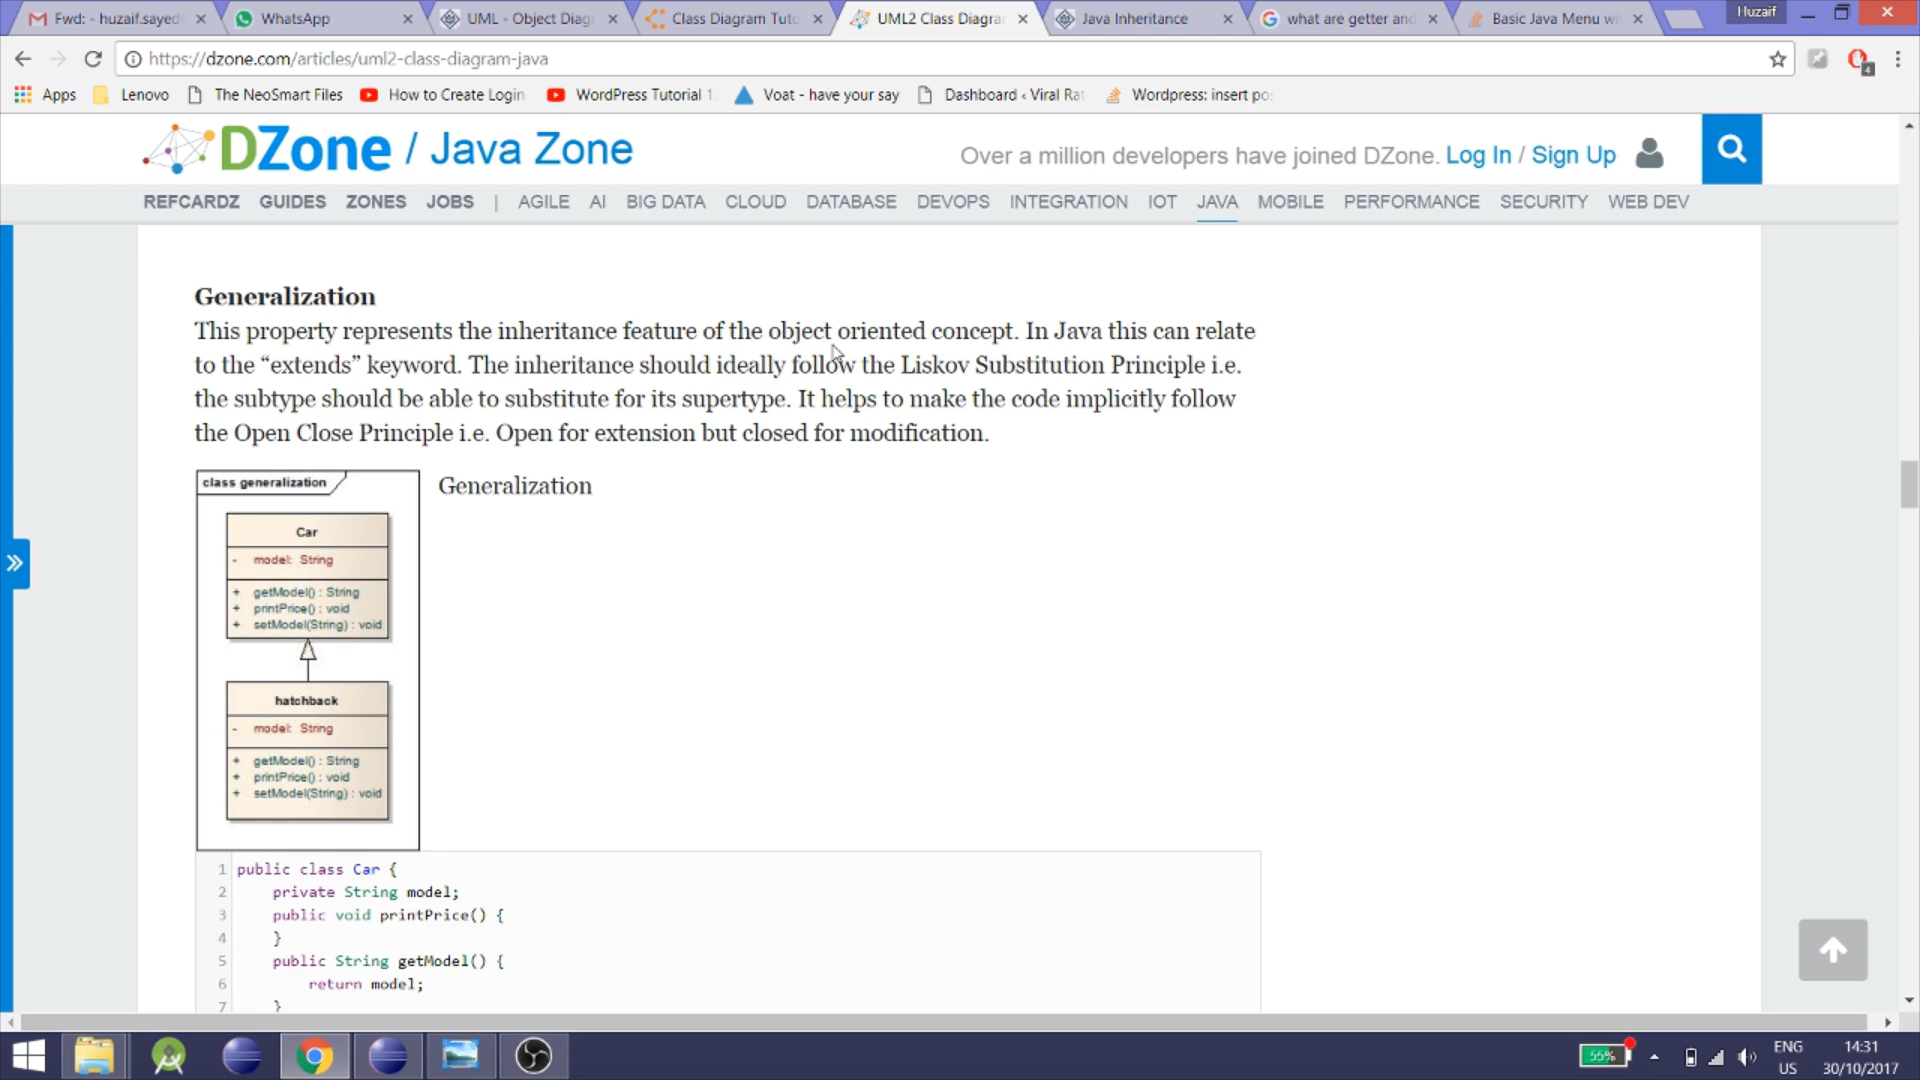 Fwd: - huzaif.sayed
WhatsApp
UML - Object Diag
Class Diagram Tuto
UML2 Class Diagra
Java Inheritance
what are getter and
Basic Java Menu wi
Huzaif
https://dzone.com/articles/uml2-class-diagram-java
4
Apps
Lenovo
The NeoSmart Files
How to Create Login
WordPress Tutorial 1
Voat - have your say
Dashboard ‹ Viral Rat
Wordpress: insert po
DZone / Java Zone
Over a million developers have joined DZone. Log In / Sign Up
REFCARDZ GUIDES ZONES JOBS | AGILE AI BIG DATA CLOUD DATABASE DEVOPS INTEGRATION IOT JAVA MOBILE PERFORMANCE SECURITY WEB DEV
Generalization
This property represents the inheritance feature of the object oriented concept. In Java this can relate
to the “extends” keyword. The inheritance should ideally follow the Liskov Substitution Principle i.e.
the subtype should be able to substitute for its supertype. It helps to make the code implicitly follow
the Open Close Principle i.e. Open for extension but closed for modification.
class generalization
Generalization
Car
- model: String
+ getModel() : String
+ printPrice() : void
+ setModel(String) : void
hatchback
- model: String
+ getModel() : String
+ printPrice() : void
+ setModel(String) : void
1 public class Car {
2 private String model;
3 public void printPrice() {
4 }
5 public String getModel() {
6 return model;
7 }
55%
ENG
US
14:31
30/10/2017